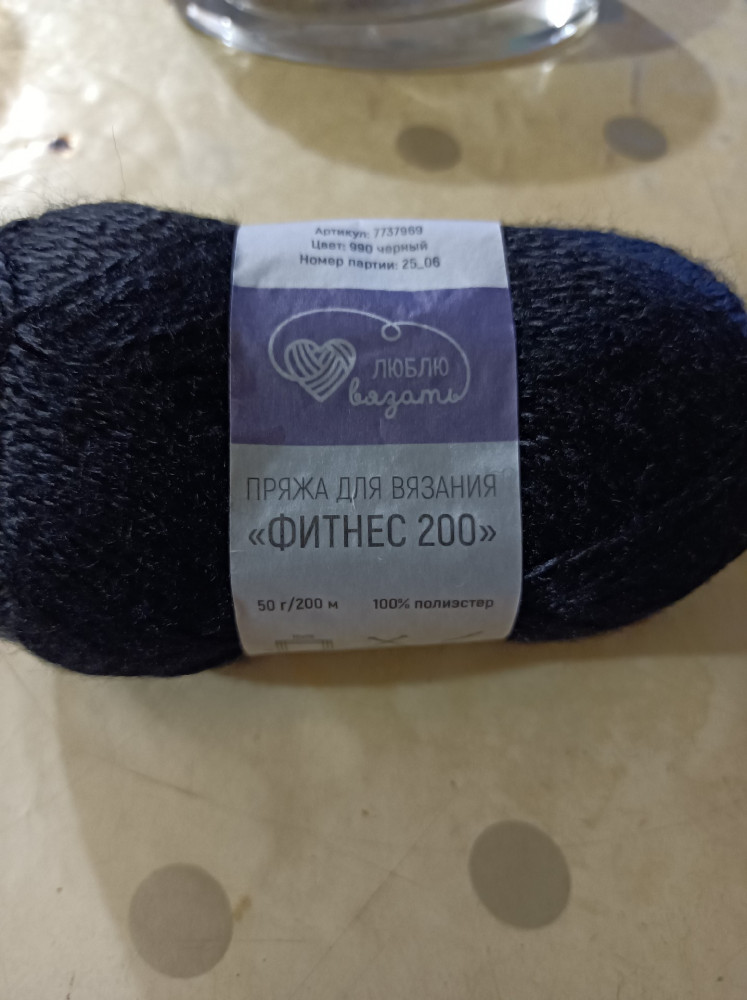 Артикул: 7737969
Цвет: 990 черный
Номер партии: 25_06
ЛЮБЛЮ
вязать
ПРЯЖА ДЛЯ ВЯЗАНИЯ
«ФИТНЕС 200»
50 г/200 м 100% полиэстер